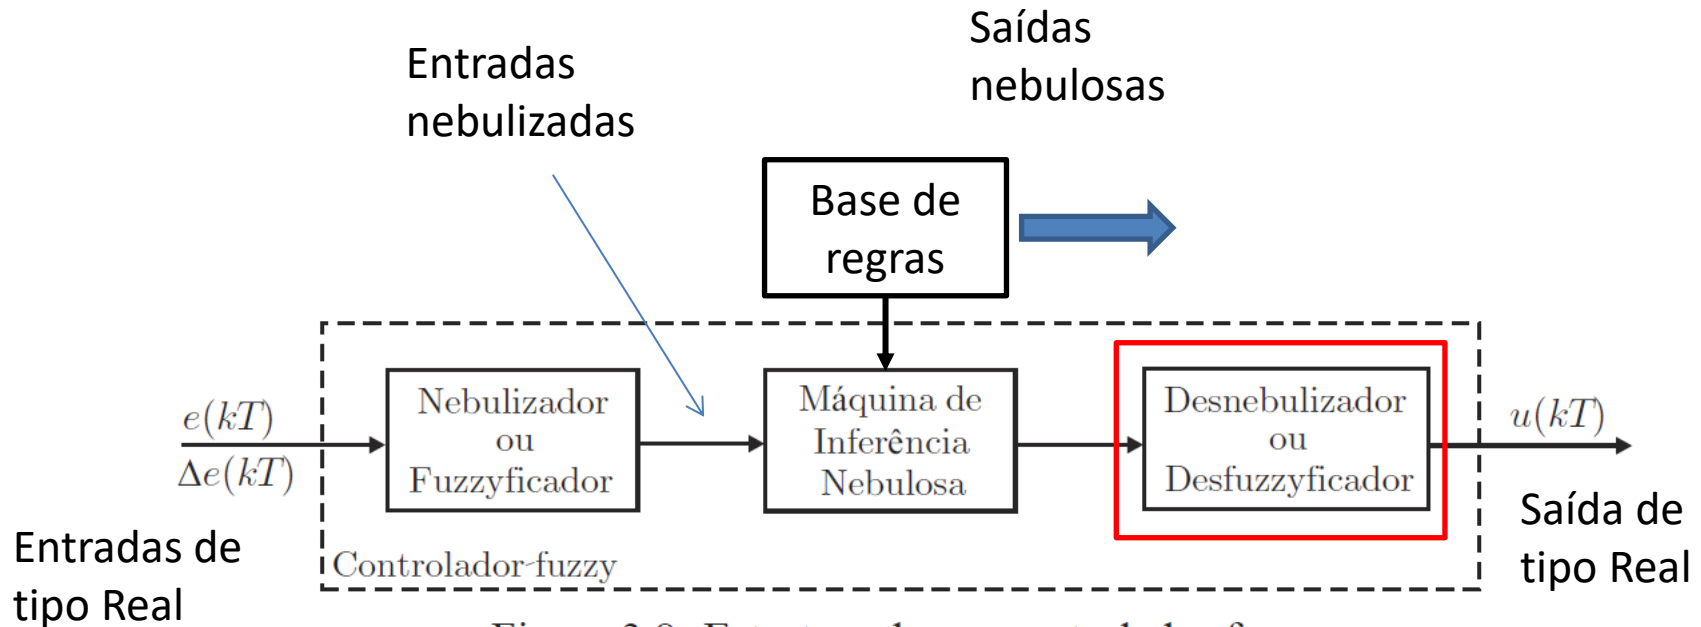 Saídas
nebulosas
Entradas
nebulizadas
Base de
regras
e(kT)
Δe(kT)
Nebulizador
ou
Fuzzyficador
Máquina de
Inferência
Nebulosa
Desnebulizador
ou
Desfuzzyficador
u(kT)
Entradas de
tipo Real
Controlador-fuzzy
Saída de
tipo Real